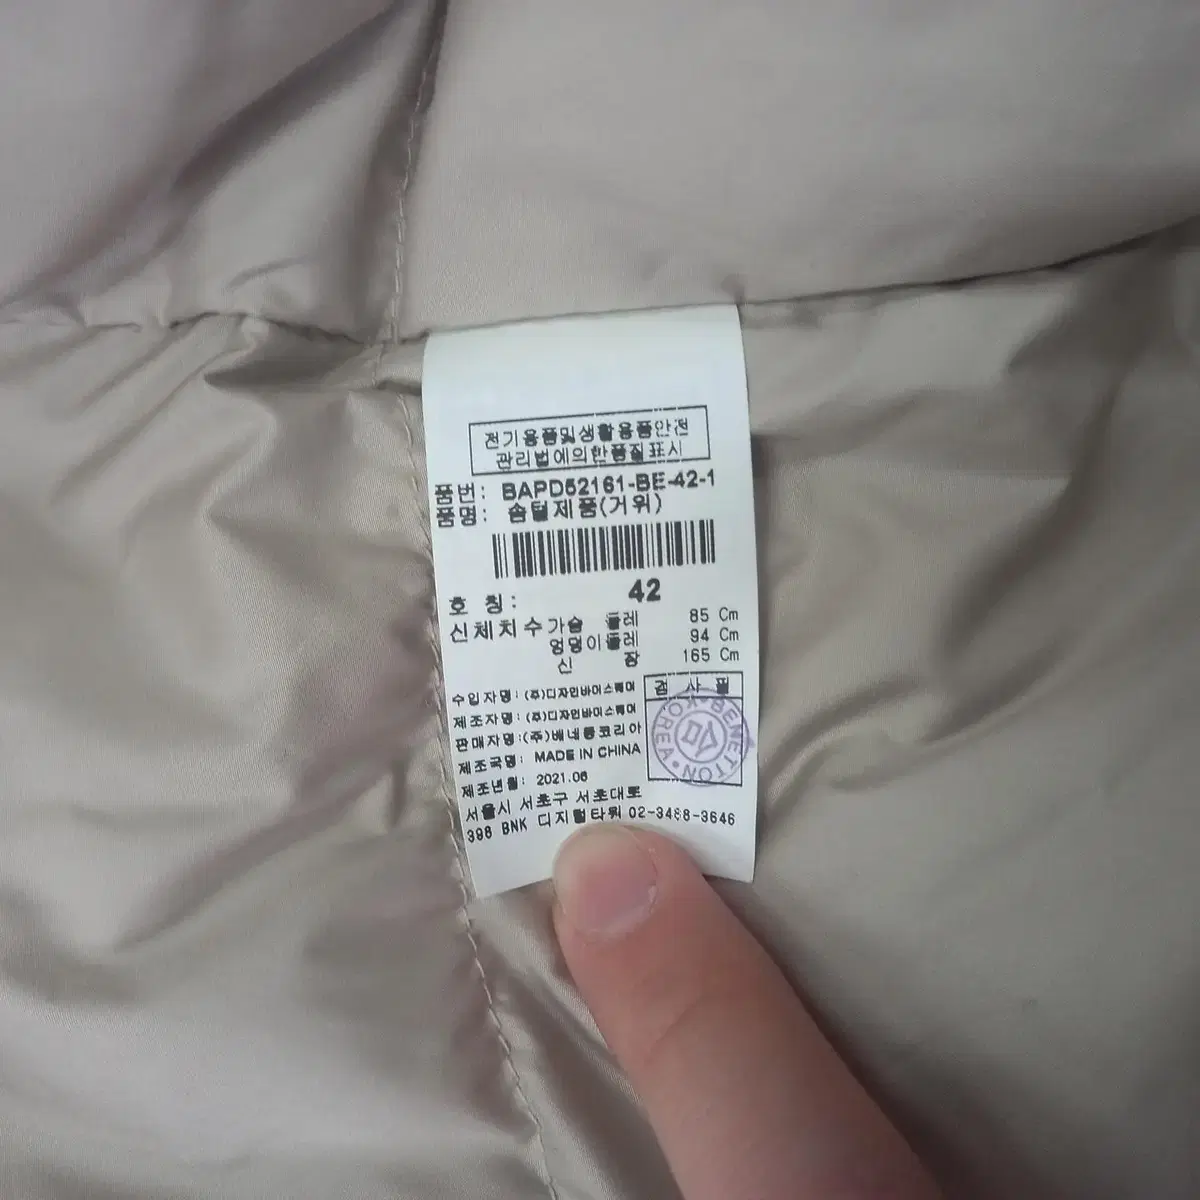 전기용품및생활용품안전
관리법에의한품질표시
품번: BAPD52161-BE-42-1
품명: 솜털제품(거위)
호 칭: 42
신체치수 가슴 둘레 85 Cm
엉덩이둘레 94 Cm
신 장 165 Cm
수입자명: (주)디자인바이스퀘어
제조자명: (주)디자인바이스퀘어
판매자명:(주)베네통코리아
제조국명: MADE IN CHINA
제조년월: 2021.06
서울시 서초구 서초대로
398 BNK 디지털타워 02-3488-3646
검 사 필
BENETTON KOREA